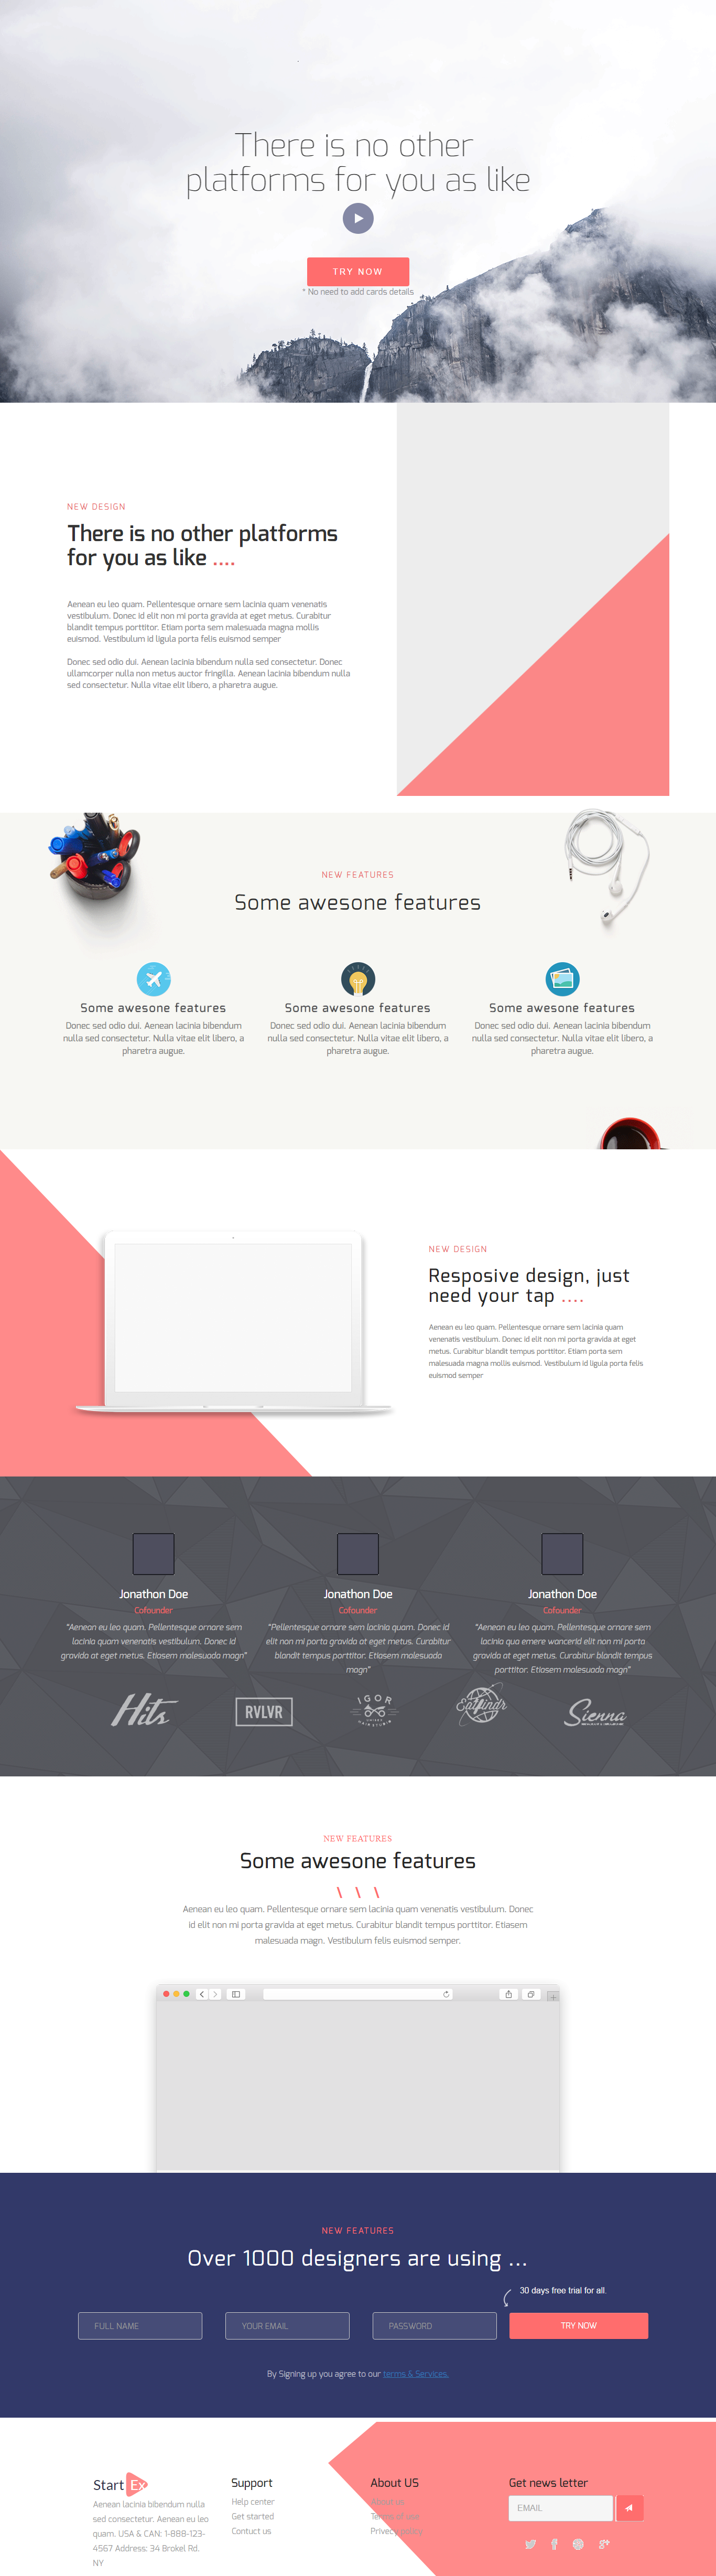 There is no other
platforms for you as like
TRY NOW
* No need to add cards details
NEW DESIGN
There is no other platforms
for you as like ....
Aenean eu leo quam. Pellentesque ornare sem lacinia quam venenatis
vestibulum. Donec id elit non mi porta gravida at eget metus. Curabitur
blandit tempus porttitor. Etiam porta sem malesuada magna mollis
euismod. Vestibulum id ligula porta felis euismod semper
Donec sed odio dui. Aenean lacinia bibendum nulla sed consectetur. Donec
ullamcorper nulla non metus auctor fringilla. Aenean lacinia bibendum nulla
sed consectetur. Nulla vitae elit libero, a pharetra augue.
NEW FEATURES
Some awesone features
Some awesone features
Donec sed odio dui. Aenean lacinia bibendum
nulla sed consectetur. Nulla vitae elit libero, a
pharetra augue.
Some awesone features
Donec sed odio dui. Aenean lacinia bibendum
nulla sed consectetur. Nulla vitae elit libero, a
pharetra augue.
Some awesone features
Donec sed odio dui. Aenean lacinia bibendum
nulla sed consectetur. Nulla vitae elit libero, a
pharetra augue.
NEW DESIGN
Resposive design, just
need your tap ....
Aenean eu leo quam. Pellentesque ornare sem lacinia quam
venenatis vestibulum. Donec id elit non mi porta gravida at eget
metus. Curabitur blandit tempus porttitor. Etiam porta sem
malesuada magna mollis euismod. Vestibulum id ligula porta felis
euismod semper
Jonathon Doe
Cofounder
"Aenean eu leo quam. Pellentesque ornare sem
lacinia quam venenatis vestibulum. Donec id
gravida at eget metus. Etiasem malesuada magn"
Jonathon Doe
Cofounder
"Pellentesque ornare sem lacinia quam. Donec id
elit non mi porta gravida at eget metus. Curabitur
blandit tempus porttitor. Etiasem malesuada
magn"
Jonathon Doe
Cofounder
"Aenean eu leo quam. Pellentesque ornare sem
lacinia qua emere wancerid elit non mi porta
gravida at eget metus. Curabitur blandit tempus
porttitor. Etiasem malesuada magn"
Hits
RVLVR
IGOR
Eat Findr
Sienna
NEW FEATURES
Some awesone features
\ \ \
Aenean eu leo quam. Pellentesque ornare sem lacinia quam venenatis vestibulum. Donec
id elit non mi porta gravida at eget metus. Curabitur blandit tempus porttitor. Etiasem
malesuada magn. Vestibulum felis euismod semper.
NEW FEATURES
Over 1000 designers are using ...
30 days free trial for all.
FULL NAME
YOUR EMAIL
PASSWORD
TRY NOW
By Signing up you agree to our terms & Services.
Start Ex
Aenean lacinia bibendum nulla
sed consectetur. Aenean eu leo
quam. USA & CAN: 1-888-123-
4567 Address: 34 Brokel Rd.
NY
Support
Help center
Get started
Contact us
About US
About us
Terms of use
Privacy policy
Get news letter
EMAIL